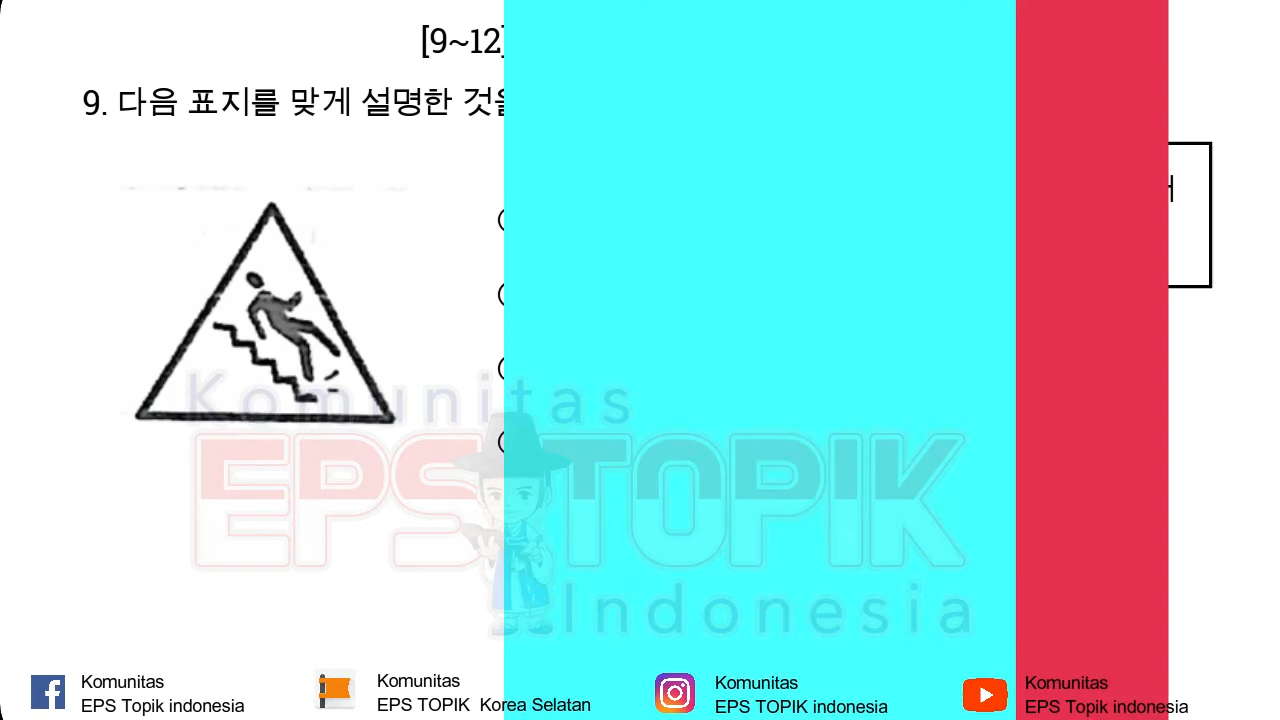 [9~12]
9. 다음 표지를 맞게 설명한 것을
Komunitas
EPS TOPIK
Indonesia
Komunitas
EPS Topik indonesia
Komunitas
EPS TOPIK Korea Selatan
Komunitas
EPS TOPIK indonesia
Komunitas
EPS Topik indonesia